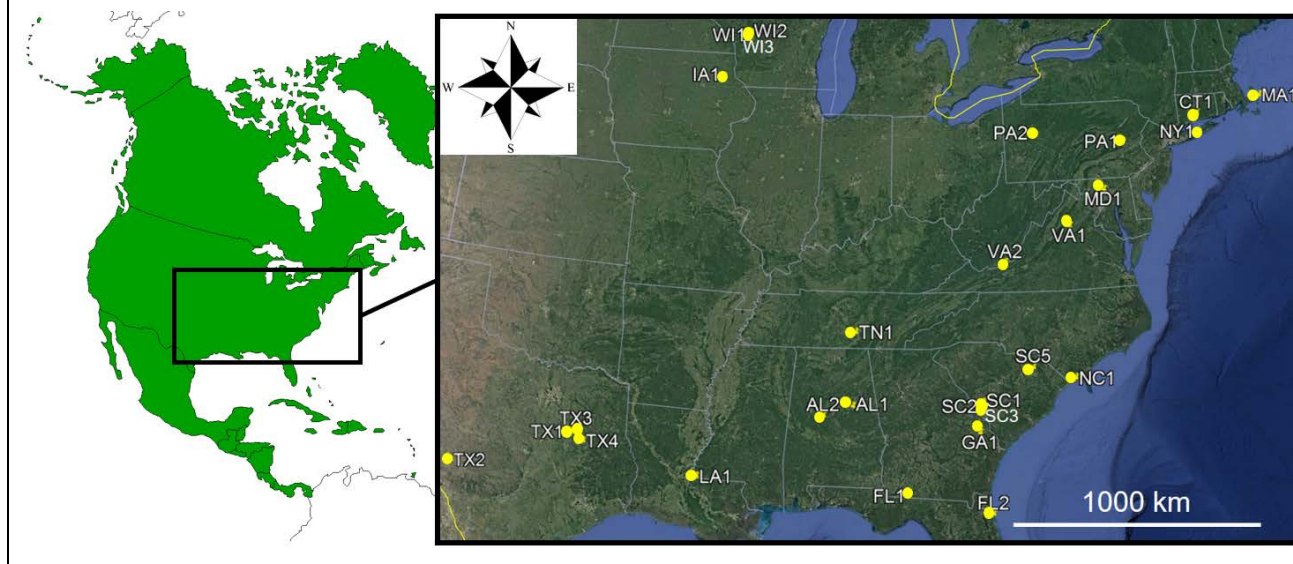 N
W E
S
WI1 WI2
WI3
IA1
MA1
CT1
PA2
NY1
PA1
MD1
VA1
VA2
TN1
SC5
NC1
AL2 AL1
SC2 SC1
SC3
GA1
TX3
TX1
TX4
TX2
LA1
FL1
FL2
1000 km